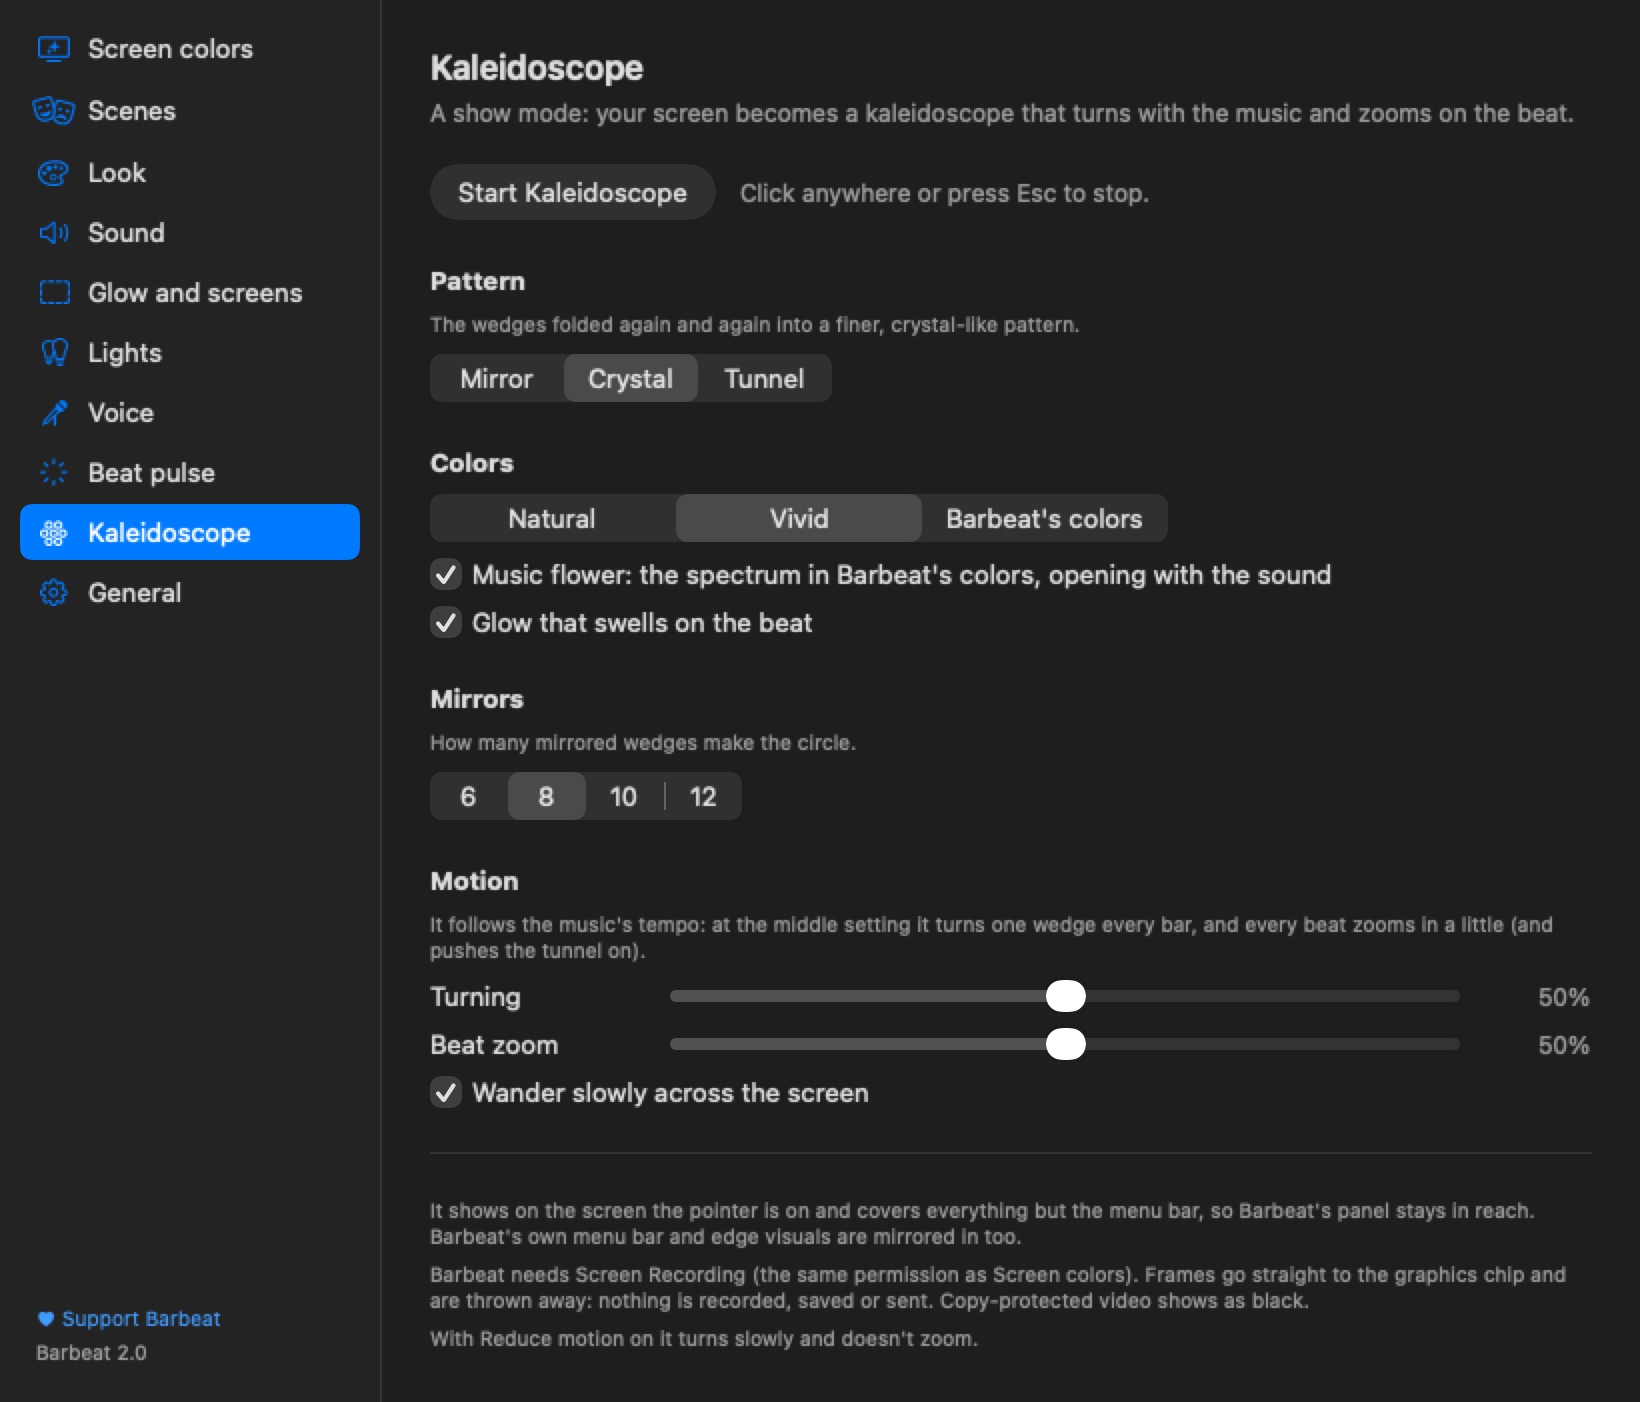 Screen colors
Scenes
Look
Sound
Glow and screens
Lights
Voice
Beat pulse
Kaleidoscope
General
Support Barbeat
Barbeat 2.0
Kaleidoscope
A show mode: your screen becomes a kaleidoscope that turns with the music and zooms on the beat.
Start Kaleidoscope
Click anywhere or press Esc to stop.
Pattern
The wedges folded again and again into a finer, crystal-like pattern.
Mirror Crystal Tunnel
Colors
Natural Vivid Barbeat's colors
Music flower: the spectrum in Barbeat's colors, opening with the sound
Glow that swells on the beat
Mirrors
How many mirrored wedges make the circle.
6 8 10 12
Motion
It follows the music's tempo: at the middle setting it turns one wedge every bar, and every beat zooms in a little (and
pushes the tunnel on).
Turning 50%
Beat zoom 50%
Wander slowly across the screen
It shows on the screen the pointer is on and covers everything but the menu bar, so Barbeat's panel stays in reach.
Barbeat's own menu bar and edge visuals are mirrored in too.
Barbeat needs Screen Recording (the same permission as Screen colors). Frames go straight to the graphics chip and
are thrown away: nothing is recorded, saved or sent. Copy-protected video shows as black.
With Reduce motion on it turns slowly and doesn't zoom.